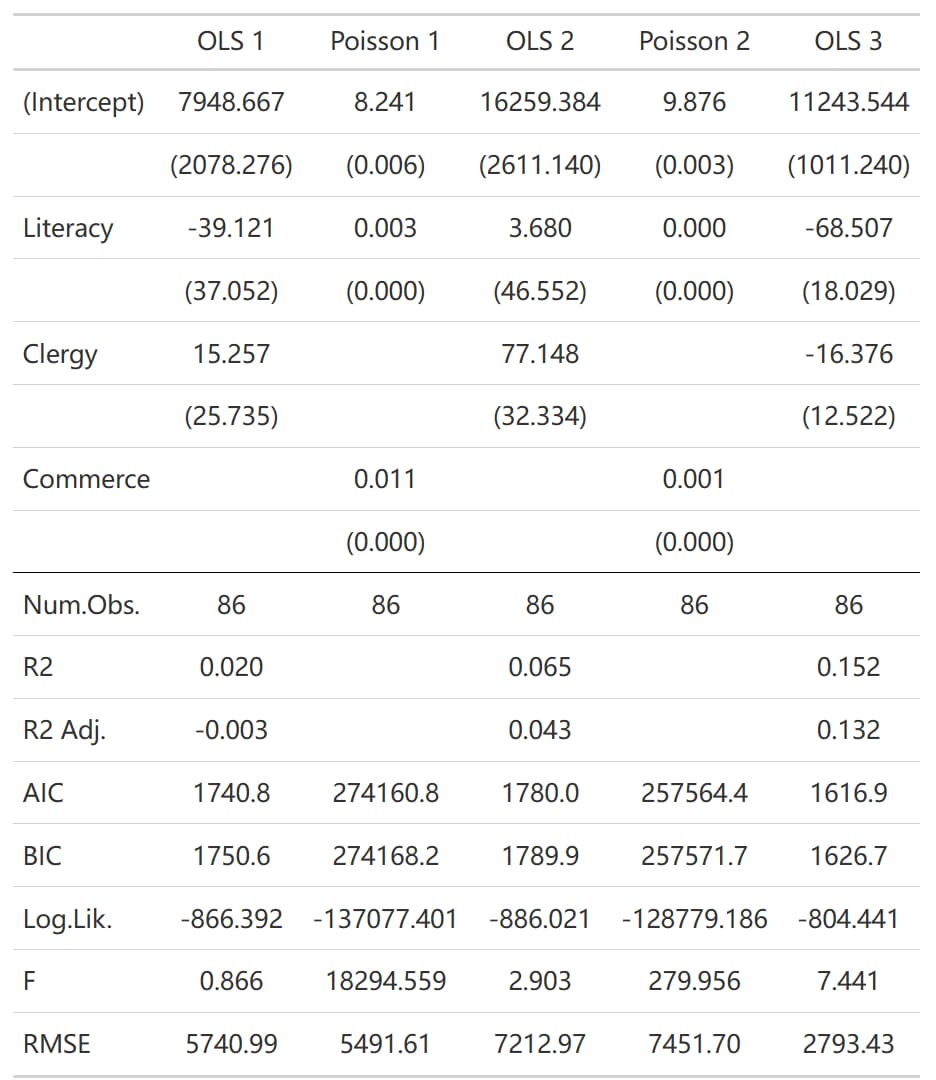 OLS 1 Poisson 1 OLS 2 Poisson 2 OLS 3
(Intercept) 7948.667 8.241 16259.384 9.876 11243.544
(2078.276) (0.006) (2611.140) (0.003) (1011.240)
Literacy -39.121 0.003 3.680 0.000 -68.507
(37.052) (0.000) (46.552) (0.000) (18.029)
Clergy 15.257 77.148 -16.376
(25.735) (32.334) (12.522)
Commerce 0.011 0.001
(0.000) (0.000)
Num.Obs. 86 86 86 86 86
R2 0.020 0.065 0.152
R2 Adj. -0.003 0.043 0.132
AIC 1740.8 274160.8 1780.0 257564.4 1616.9
BIC 1750.6 274168.2 1789.9 257571.7 1626.7
Log.Lik. -866.392 -137077.401 -886.021 -128779.186 -804.441
F 0.866 18294.559 2.903 279.956 7.441
RMSE 5740.99 5491.61 7212.97 7451.70 2793.43